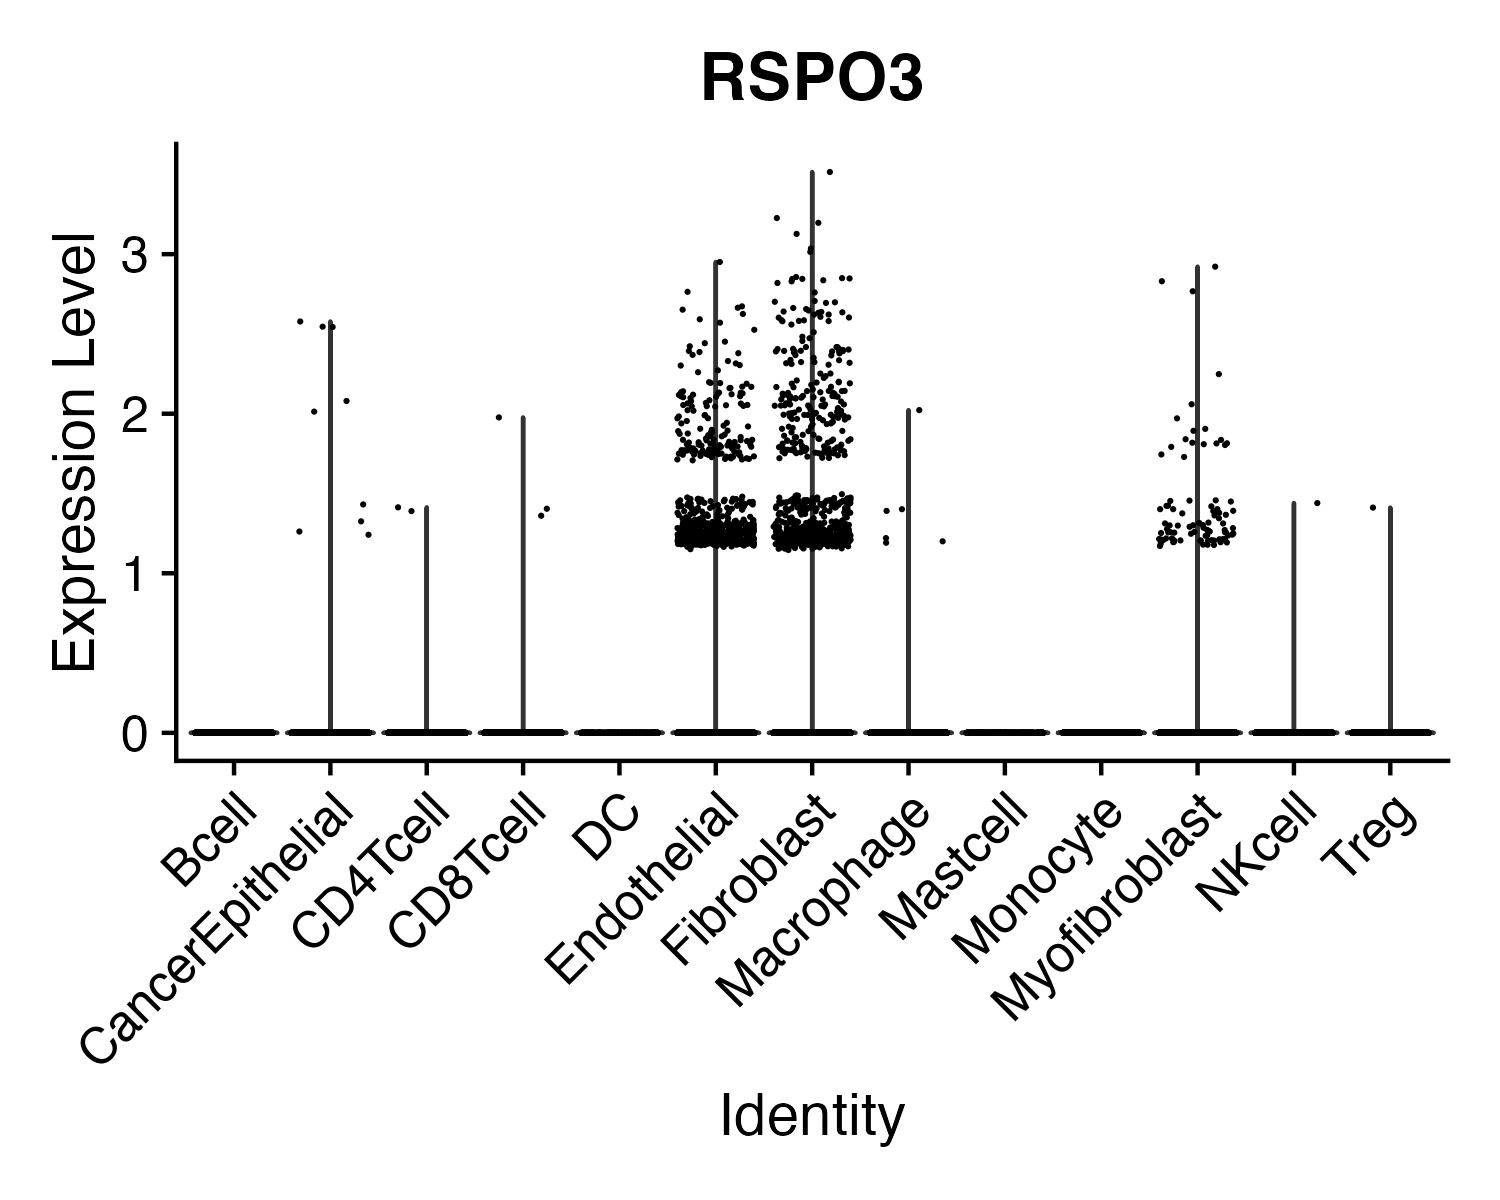 RSPO3
Expression Level
3
2
1
0
Bcell
CancerEpithelial
CD4Tcell
CD8Tcell
DC
Endothelial
Fibroblast
Macrophage
Mastcell
Monocyte
Myofibroblast
NKcell
Treg
Identity